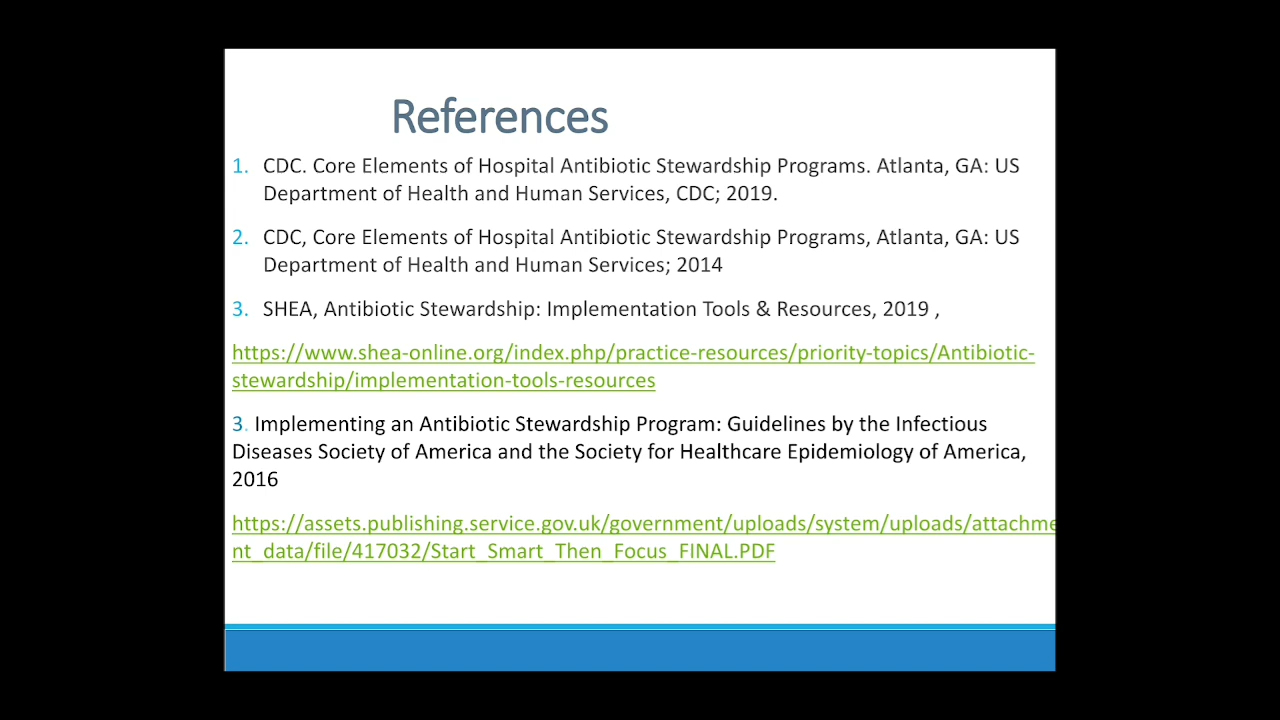 References
1. CDC. Core Elements of Hospital Antibiotic Stewardship Programs. Atlanta, GA: US
Department of Health and Human Services, CDC; 2019.
2. CDC, Core Elements of Hospital Antibiotic Stewardship Programs, Atlanta, GA: US
Department of Health and Human Services; 2014
3. SHEA, Antibiotic Stewardship: Implementation Tools & Resources, 2019 ,
https://www.shea-online.org/index.php/practice-resources/priority-topics/Antibiotic-
stewardship/implementation-tools-resources
3. Implementing an Antibiotic Stewardship Program: Guidelines by the Infectious
Diseases Society of America and the Society for Healthcare Epidemiology of America,
2016
https://assets.publishing.service.gov.uk/government/uploads/system/uploads/attachme
nt_data/file/417032/Start_Smart_Then_Focus_FINAL.PDF